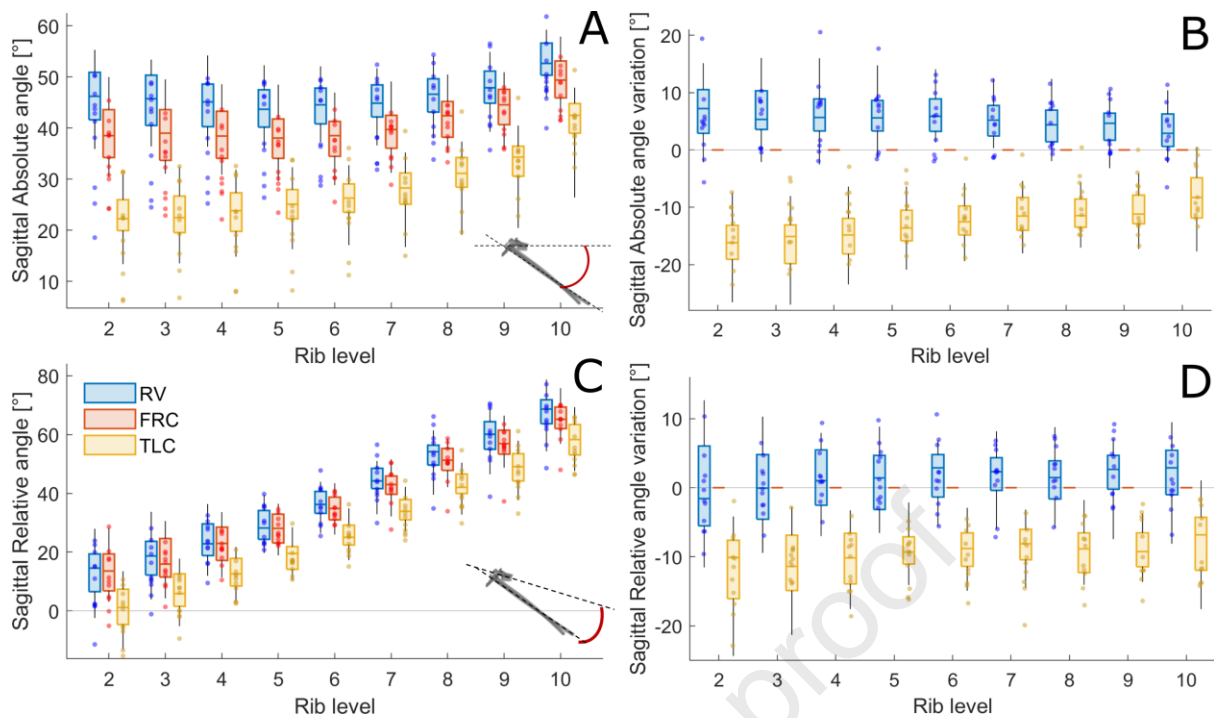 A
Sagittal Absolute angle [°]
60
50
40
30
20
10
2 3 4 5 6 7 8 9 10
Rib level
B
Sagittal Absolute angle variation [°]
20
10
0
-10
-20
2 3 4 5 6 7 8 9 10
Rib level
C
Sagittal Relative angle [°]
80
60
40
20
0
RV
FRC
TLC
2 3 4 5 6 7 8 9 10
Rib level
D
Sagittal Relative angle variation [°]
10
0
-10
-20
2 3 4 5 6 7 8 9 10
Rib level
proof